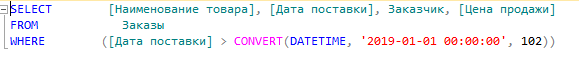 SELECT [Наименование товара], [Дата поставки], Заказчик, [Цена продажи]
FROM Заказы
WHERE ([Дата поставки] > CONVERT(DATETIME, '2019-01-01 00:00:00', 102))